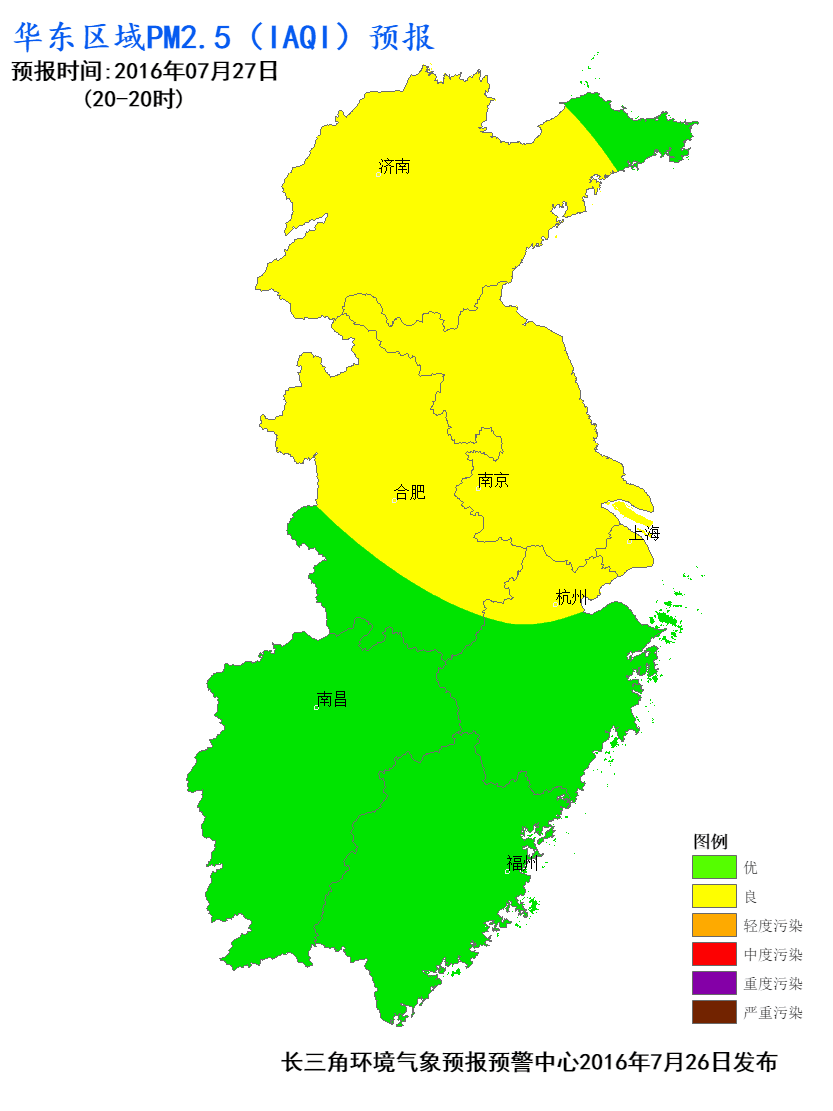 华东区域PM2.5（IAQI）预报
预报时间:2016年07月27日
(20-20时)
济南
合肥
南京
上海
杭州
南昌
福州
图例
优
良
轻度污染
中度污染
重度污染
严重污染
长三角环境气象预报预警中心2016年7月26日发布